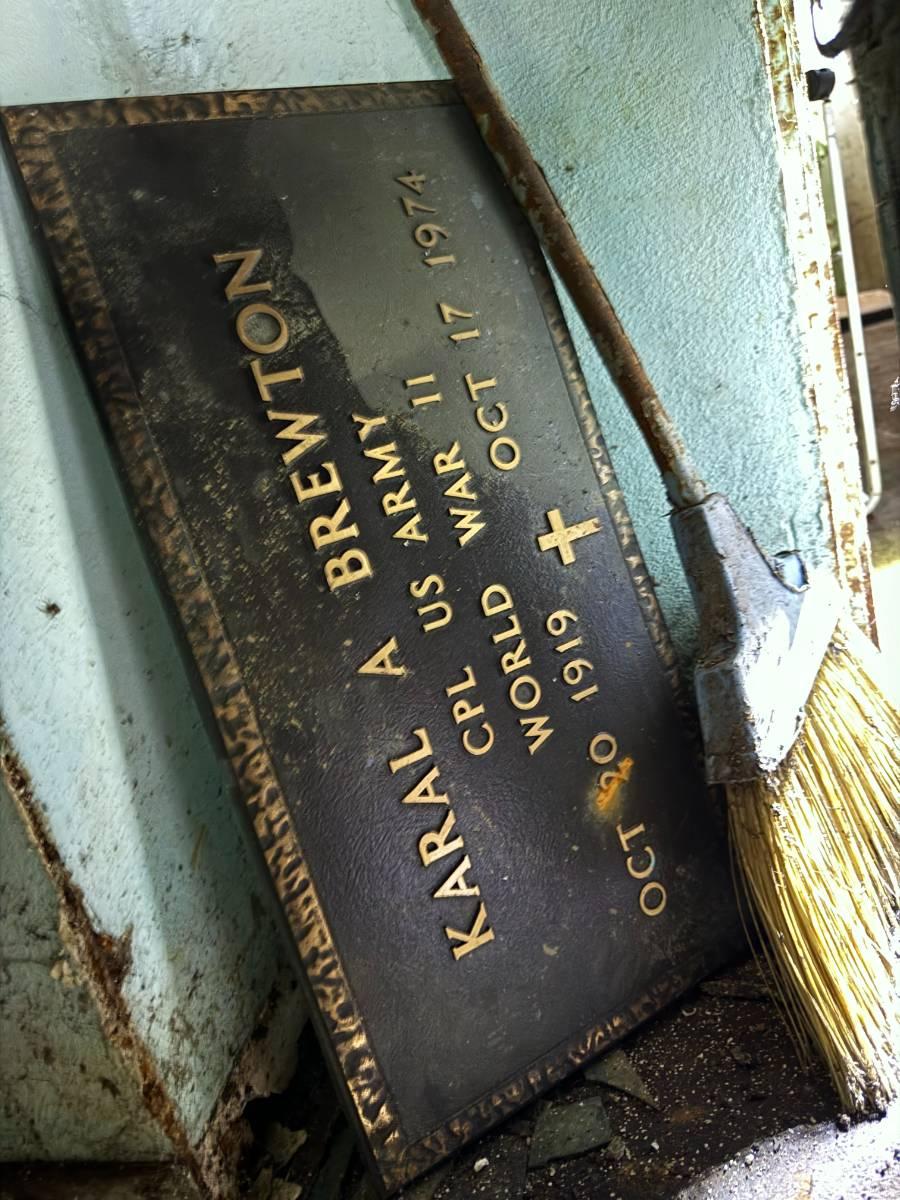 KARAL A BREWTON
CPL US ARMY
WORLD WAR II
OCT 20 1919 OCT 17 1974